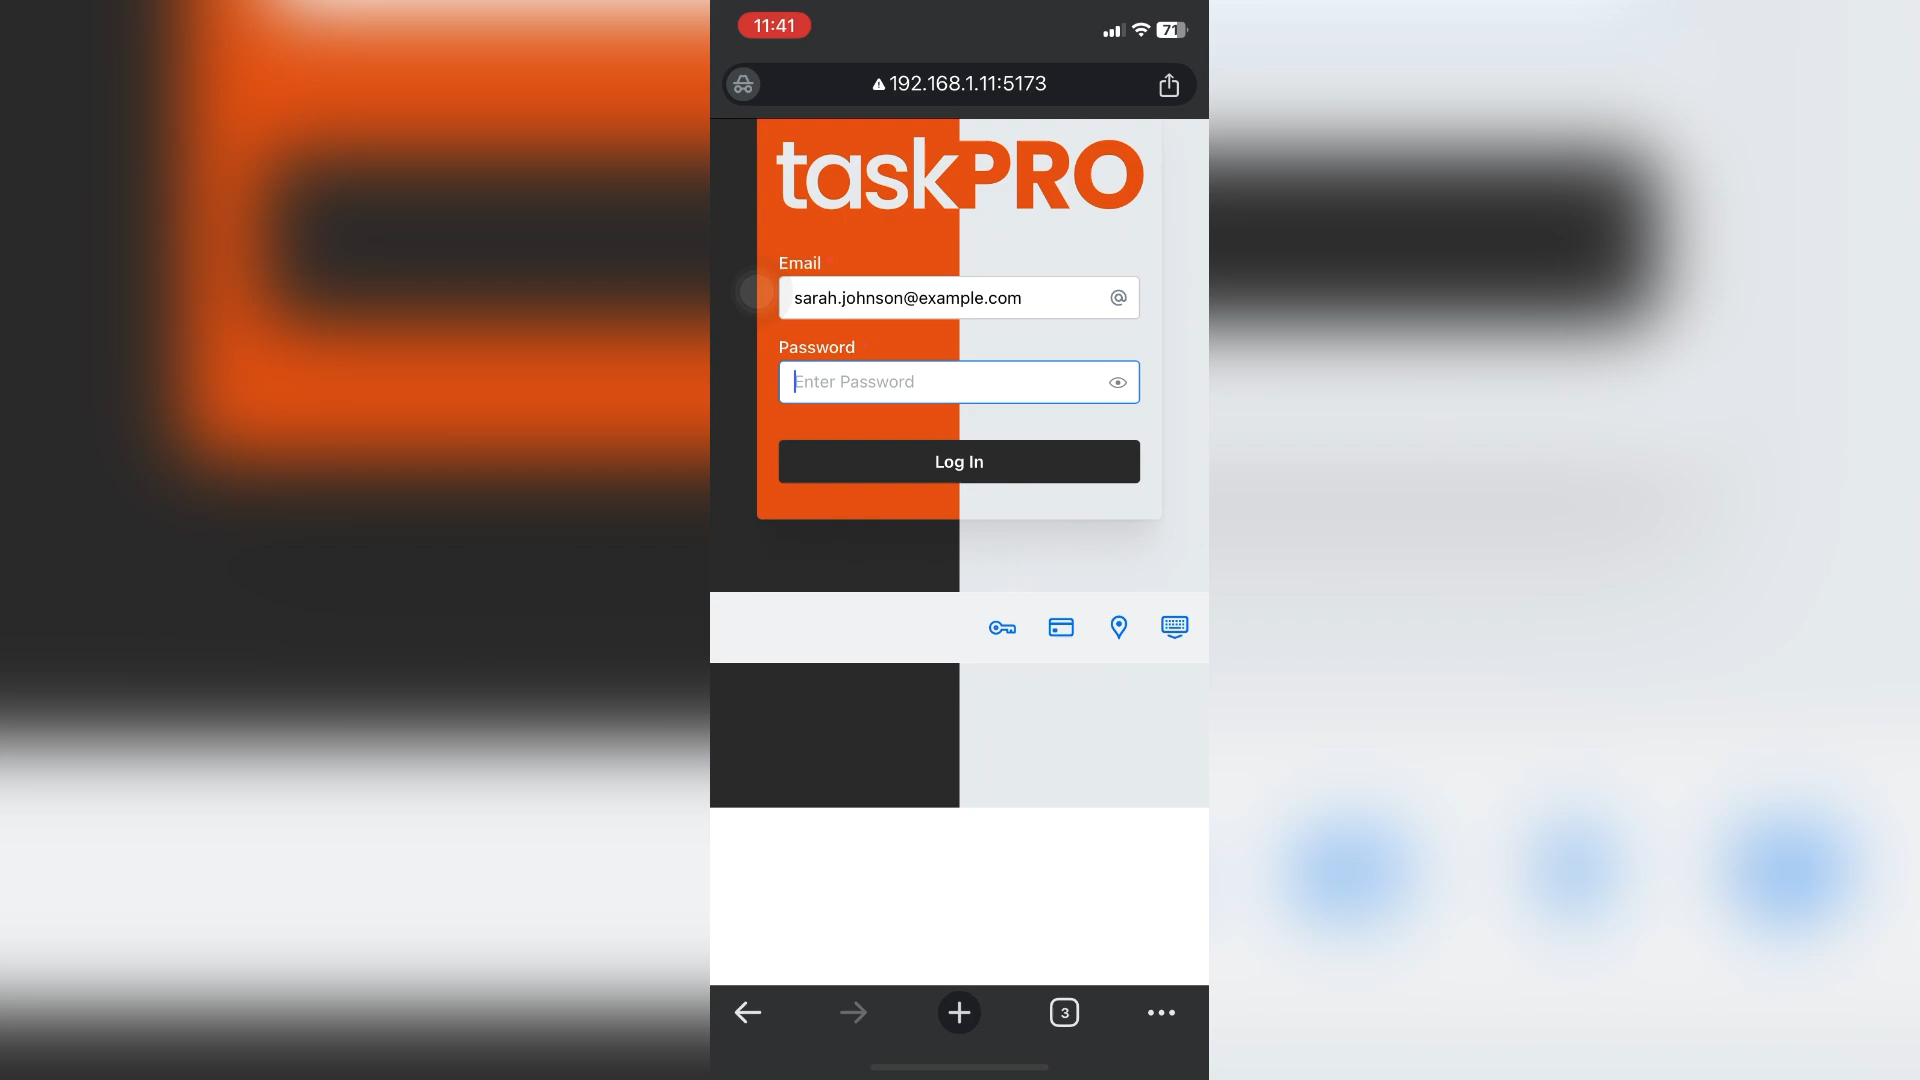 11:41
71
192.168.1.11:5173
taskPRO
Email
sarah.johnson@example.com
Password
Enter Password
Log In
3